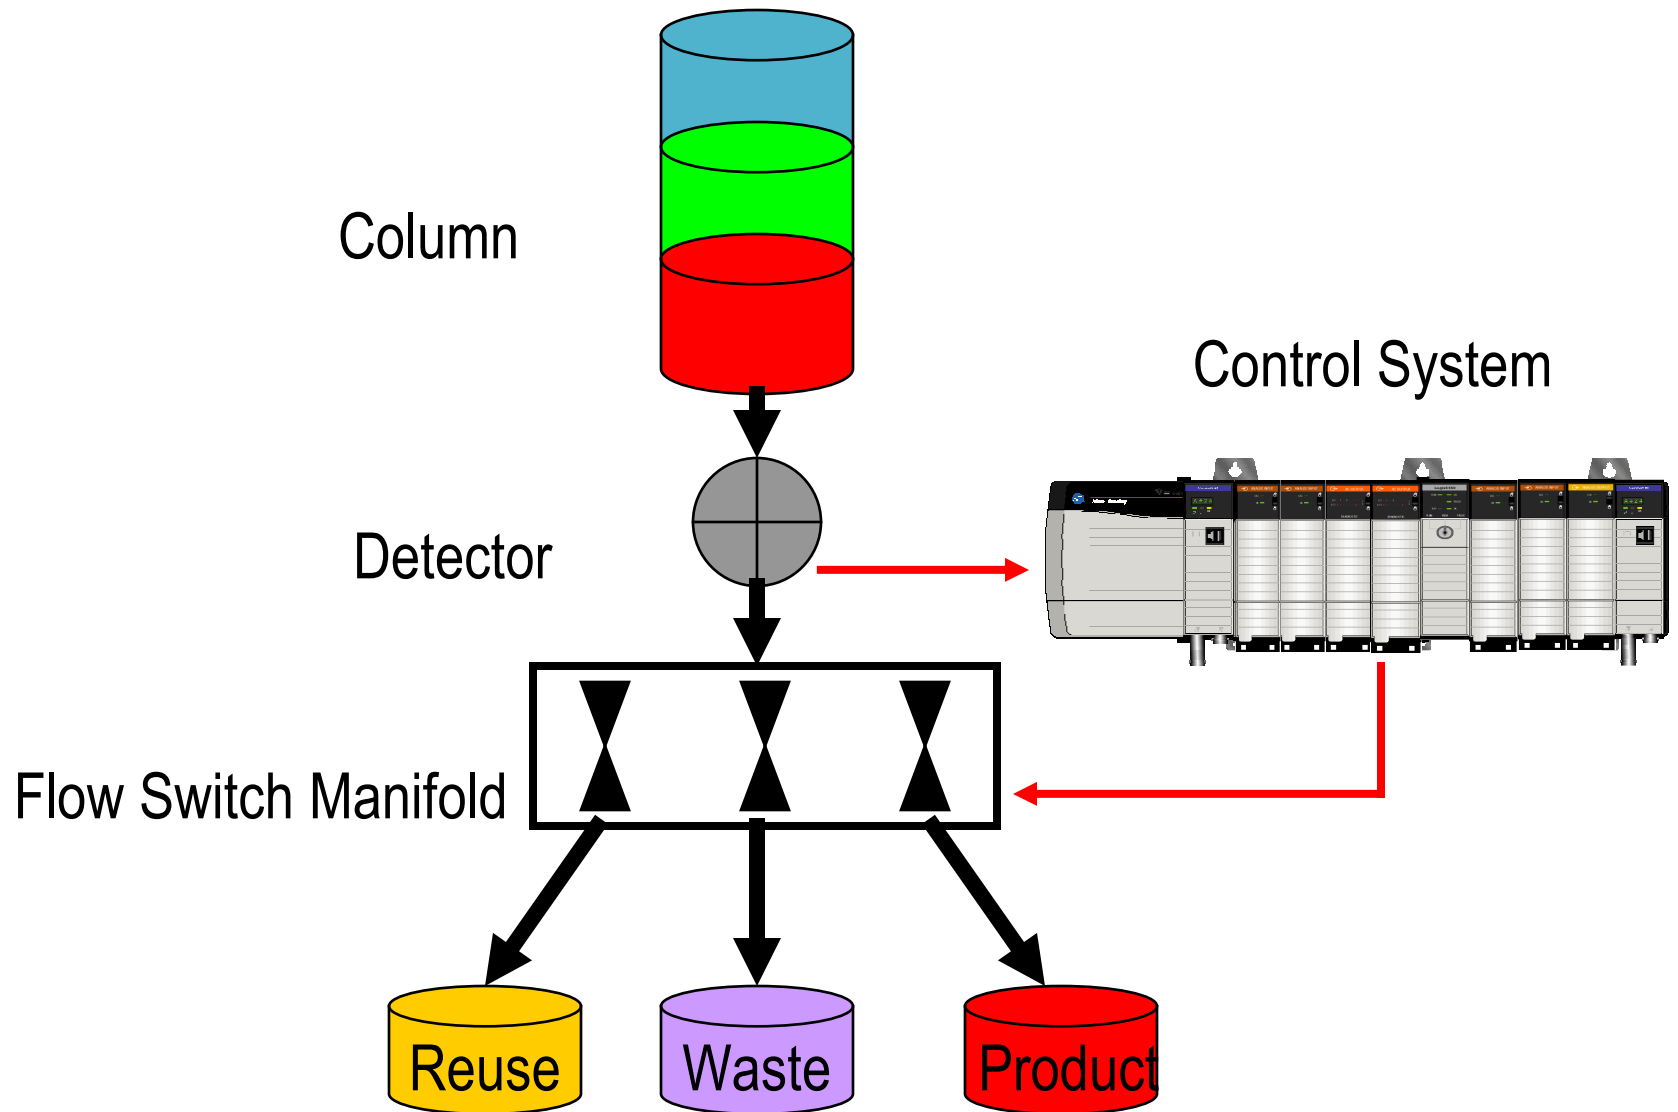 Column
Control System
Detector
Flow Switch Manifold
Reuse
Waste
Product